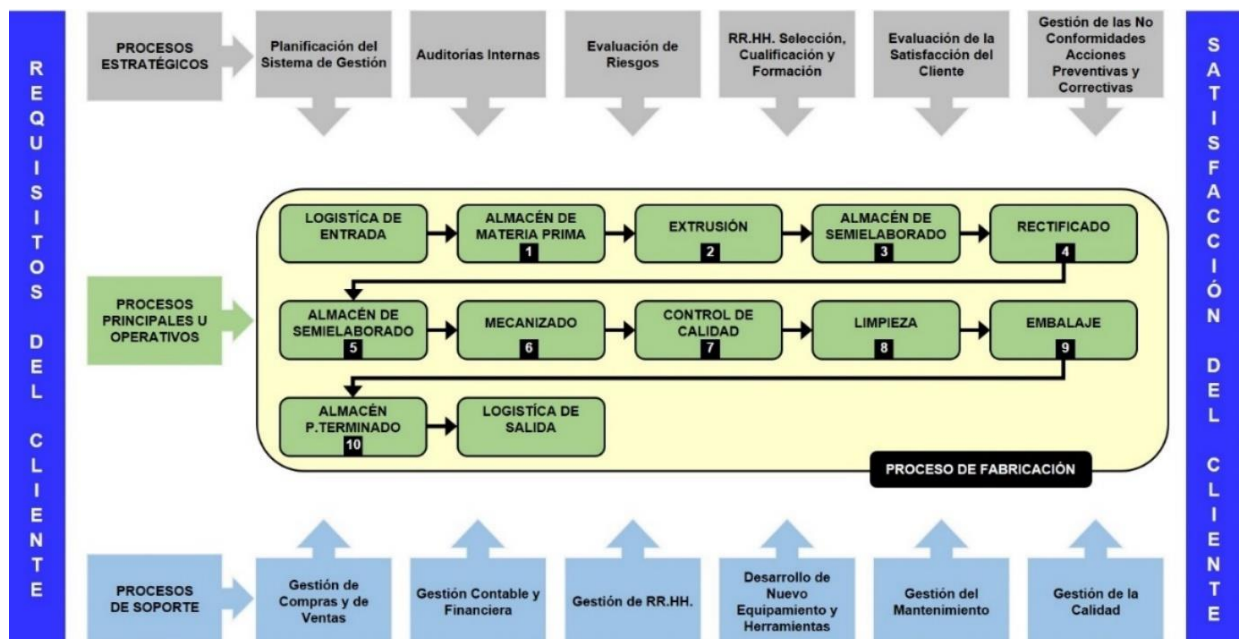 REQUISITOS DEL CLIENTE
PROCESOS
ESTRATÉGICOS
Planificación del
Sistema de Gestión
Auditorías Internas
Evaluación de
Riesgos
RR.HH. Selección,
Cualificación y
Formación
Evaluación de la
Satisfacción del
Cliente
Gestión de las No
Conformidades
Acciones
Preventivas y
Correctivas
PROCESOS
PRINCIPALES U
OPERATIVOS
LOGISTÍCA DE
ENTRADA
ALMACÉN DE
MATERIA PRIMA
1
EXTRUSIÓN
2
ALMACÉN DE
SEMIELABORADO
3
RECTIFICADO
4
ALMACÉN DE
SEMIELABORADO
5
MECANIZADO
6
CONTROL DE
CALIDAD
7
LIMPIEZA
8
EMBALAJE
9
ALMACÉN
P.TERMINADO
10
LOGISTÍCA DE
SALIDA
PROCESO DE FABRICACIÓN
PROCESOS
DE SOPORTE
Gestión de
Compras y de
Ventas
Gestión Contable y
Financiera
Gestión de RR.HH.
Desarrollo de
Nuevo
Equipamiento y
Herramientas
Gestión del
Mantenimiento
Gestión de la
Calidad
SATISFACCIÓN DEL CLIENTE